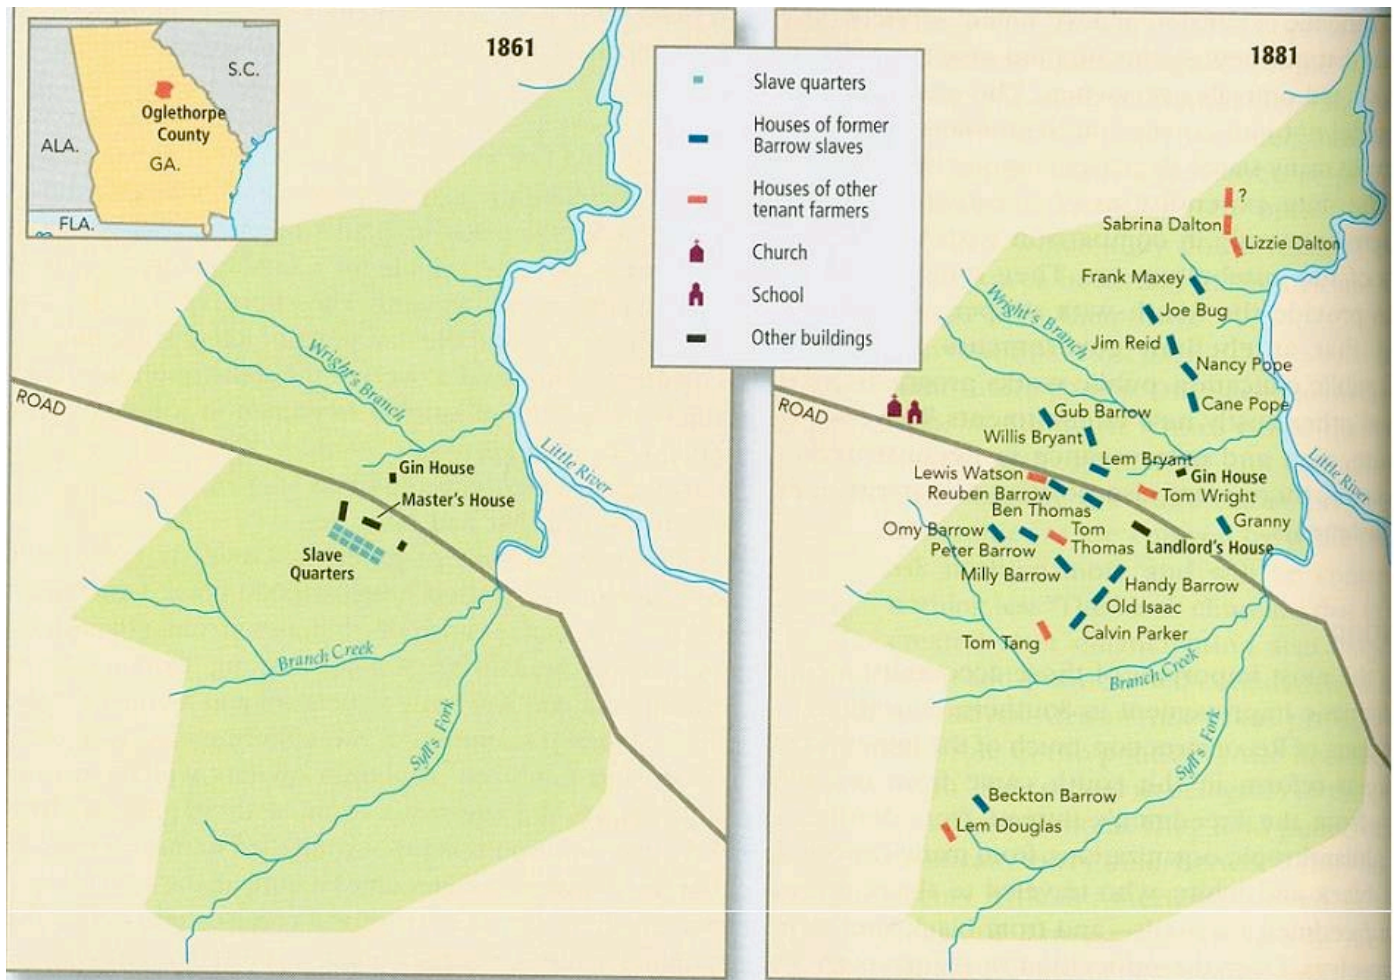 1861
S.C.
Oglethorpe
County
ALA.
GA.
FLA.
Wright's Branch
ROAD
Little River
Gin House
Master's House
Slave
Quarters
Branch Creek
Syll's Fork
Slave quarters
Houses of former
Barrow slaves
Houses of other
tenant farmers
Church
School
Other buildings
1881
?
Sabrina Dalton
Lizzie Dalton
Frank Maxey
Wright's Branch
Joe Bug
Jim Reid
Nancy Pope
ROAD
Cane Pope
Gub Barrow
Willis Bryant
Lem Bryant
Little River
Lewis Watson
Gin House
Reuben Barrow
Tom Wright
Ben Thomas
Omy Barrow
Tom
Thomas
Granny
Peter Barrow
Landlord's House
Milly Barrow
Handy Barrow
Old Isaac
Calvin Parker
Tom Tang
Branch Creek
Syll's Fork
Beckton Barrow
Lem Douglas